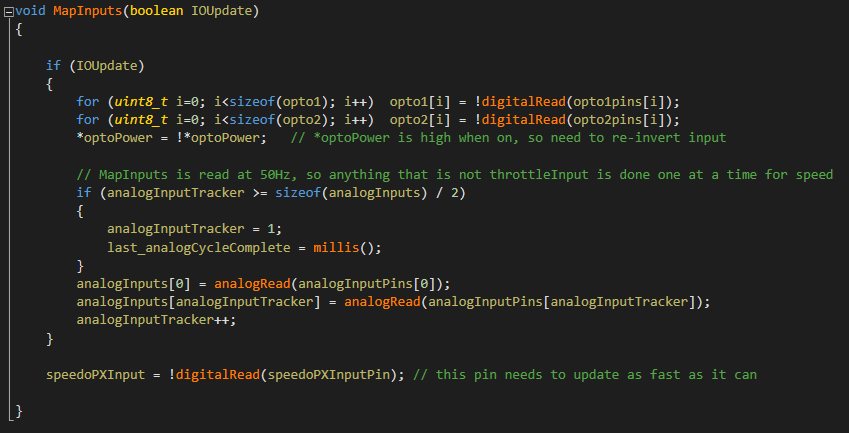 void MapInputs(boolean IOUpdate)
{
if (IOUpdate)
{
for (uint8_t i=0; i<sizeof(opto1); i++)  opto1[i] = !digitalRead(opto1pins[i]);
for (uint8_t i=0; i<sizeof(opto2); i++)  opto2[i] = !digitalRead(opto2pins[i]);
*optoPower = !*optoPower;   // *optoPower is high when on, so need to re-invert input
// MapInputs is read at 50Hz, so anything that is not throttleInput is done one at a time for speed
if (analogInputTracker >= sizeof(analogInputs) / 2)
{
analogInputTracker = 1;
last_analogCycleComplete = millis();
}
analogInputs[0] = analogRead(analogInputPins[0]);
analogInputs[analogInputTracker] = analogRead(analogInputPins[analogInputTracker]);
analogInputTracker++;
}
speedoPXInput = !digitalRead(speedoPXInputPin); // this pin needs to update as fast as it can
}